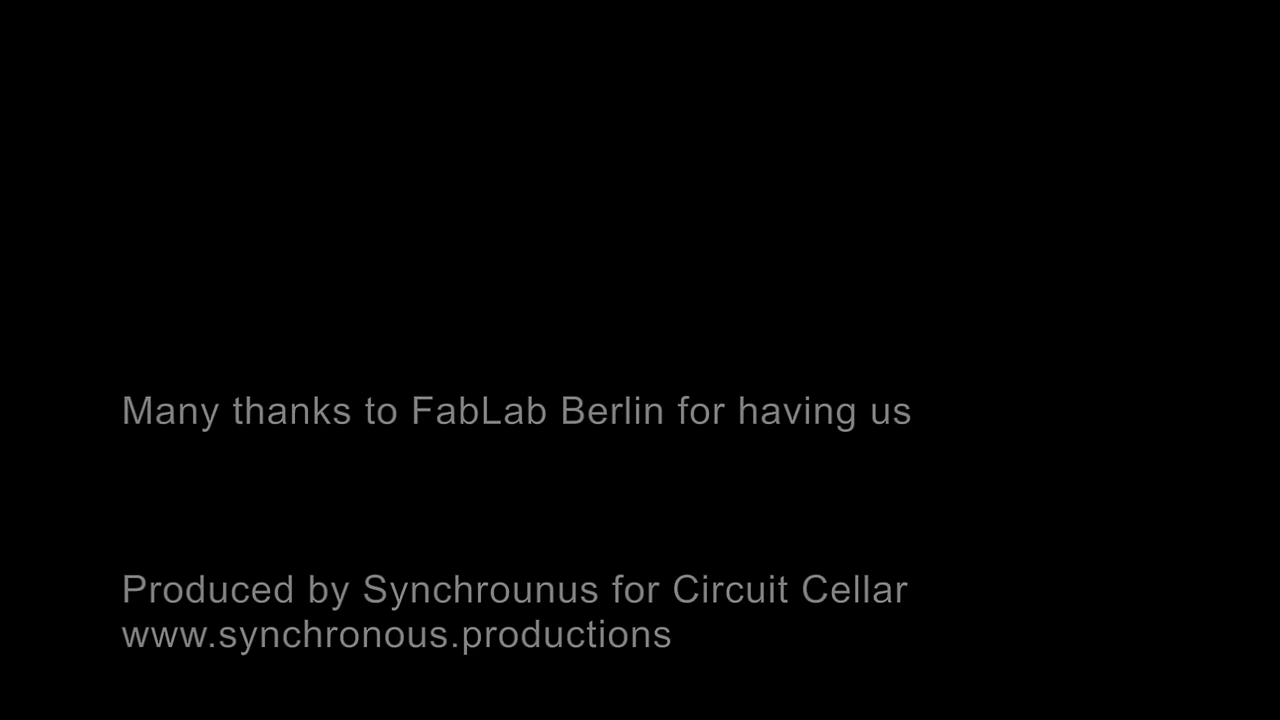 Many thanks to FabLab Berlin for having us
Produced by Synchrounus for Circuit Cellar
www.synchronous.productions